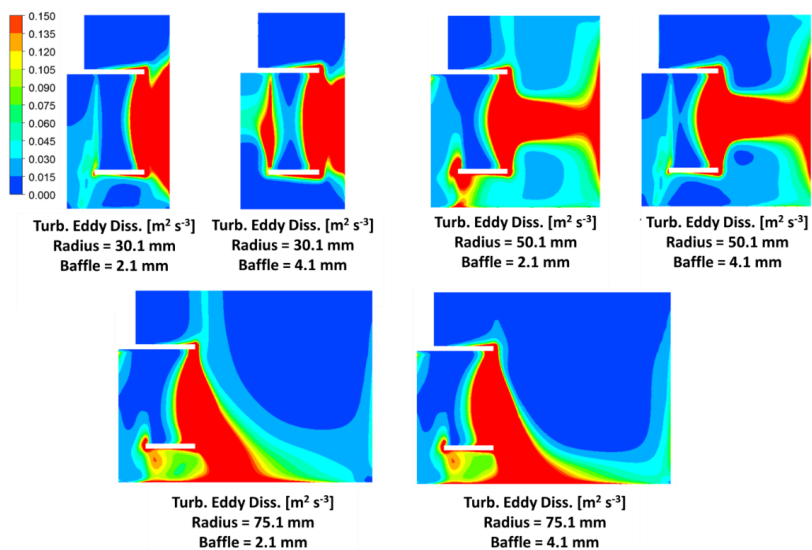 0.150
0.135
0.120
0.105
0.090
0.075
0.060
0.045
0.030
0.015
0.000
Turb. Eddy Diss. [m² s⁻³]
Radius = 30.1 mm
Baffle = 2.1 mm
Turb. Eddy Diss. [m² s⁻³]
Radius = 30.1 mm
Baffle = 4.1 mm
Turb. Eddy Diss. [m² s⁻³]
Radius = 50.1 mm
Baffle = 2.1 mm
Turb. Eddy Diss. [m² s⁻³]
Radius = 50.1 mm
Baffle = 4.1 mm
Turb. Eddy Diss. [m² s⁻³]
Radius = 75.1 mm
Baffle = 2.1 mm
Turb. Eddy Diss. [m² s⁻³]
Radius = 75.1 mm
Baffle = 4.1 mm